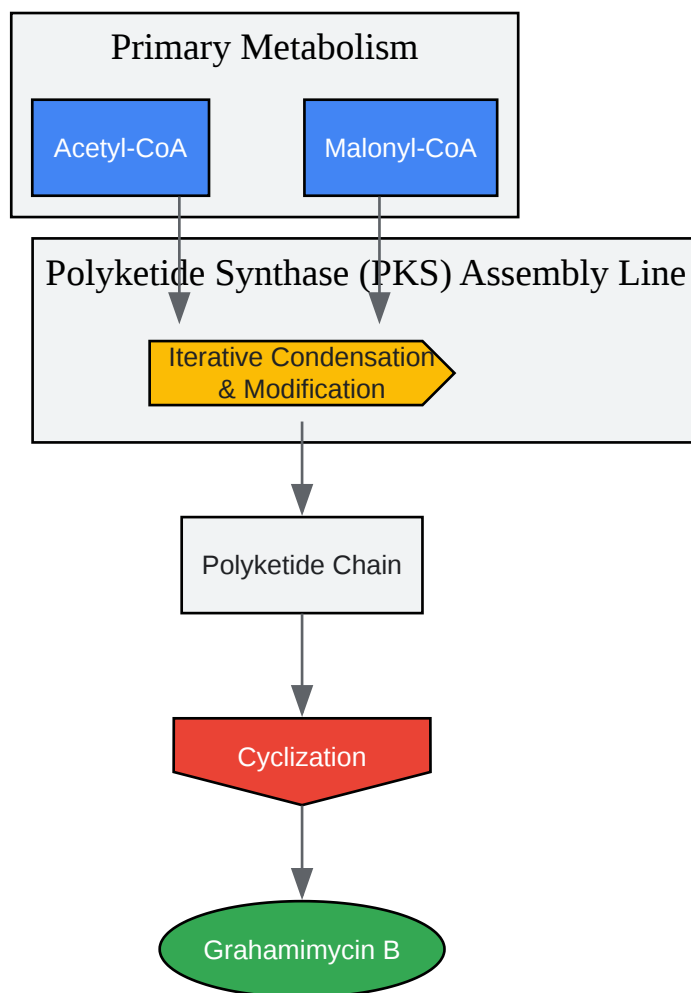 Primary Metabolism
Acetyl-CoA
Malonyl-CoA
Polyketide Synthase (PKS) Assembly Line
Iterative Condensation
& Modification
Polyketide Chain
Cyclization
Grahamimycin B